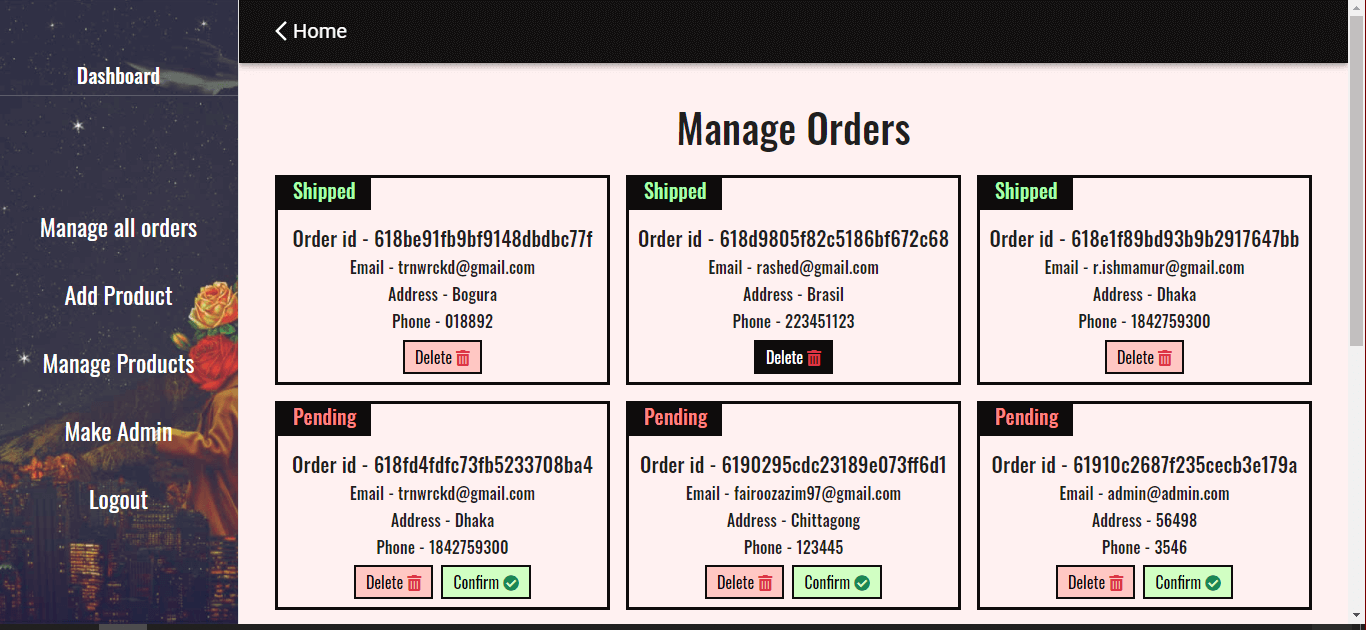 Dashboard
Manage all orders
Add Product
Manage Products
Make Admin
Logout
Home
Manage Orders
Shipped
Order id - 618be91fb9bf9148dbdbc77f
Email - trnwrckd@gmail.com
Address - Bogura
Phone - 018892
Delete
Shipped
Order id - 618d9805f82c5186bf672c68
Email - rashed@gmail.com
Address - Brasil
Phone - 223451123
Delete
Shipped
Order id - 618e1f89bd93b9b2917647bb
Email - r.ishmamur@gmail.com
Address - Dhaka
Phone - 1842759300
Delete
Pending
Order id - 618fd4fdfc73fb5233708ba4
Email - trnwrckd@gmail.com
Address - Dhaka
Phone - 1842759300
Delete Confirm
Pending
Order id - 6190295cdc23189e073ff6d1
Email - fairoozazim97@gmail.com
Address - Chittagong
Phone - 123445
Delete Confirm
Pending
Order id - 61910c2687f235cecb3e179a
Email - admin@admin.com
Address - 56498
Phone - 3546
Delete Confirm